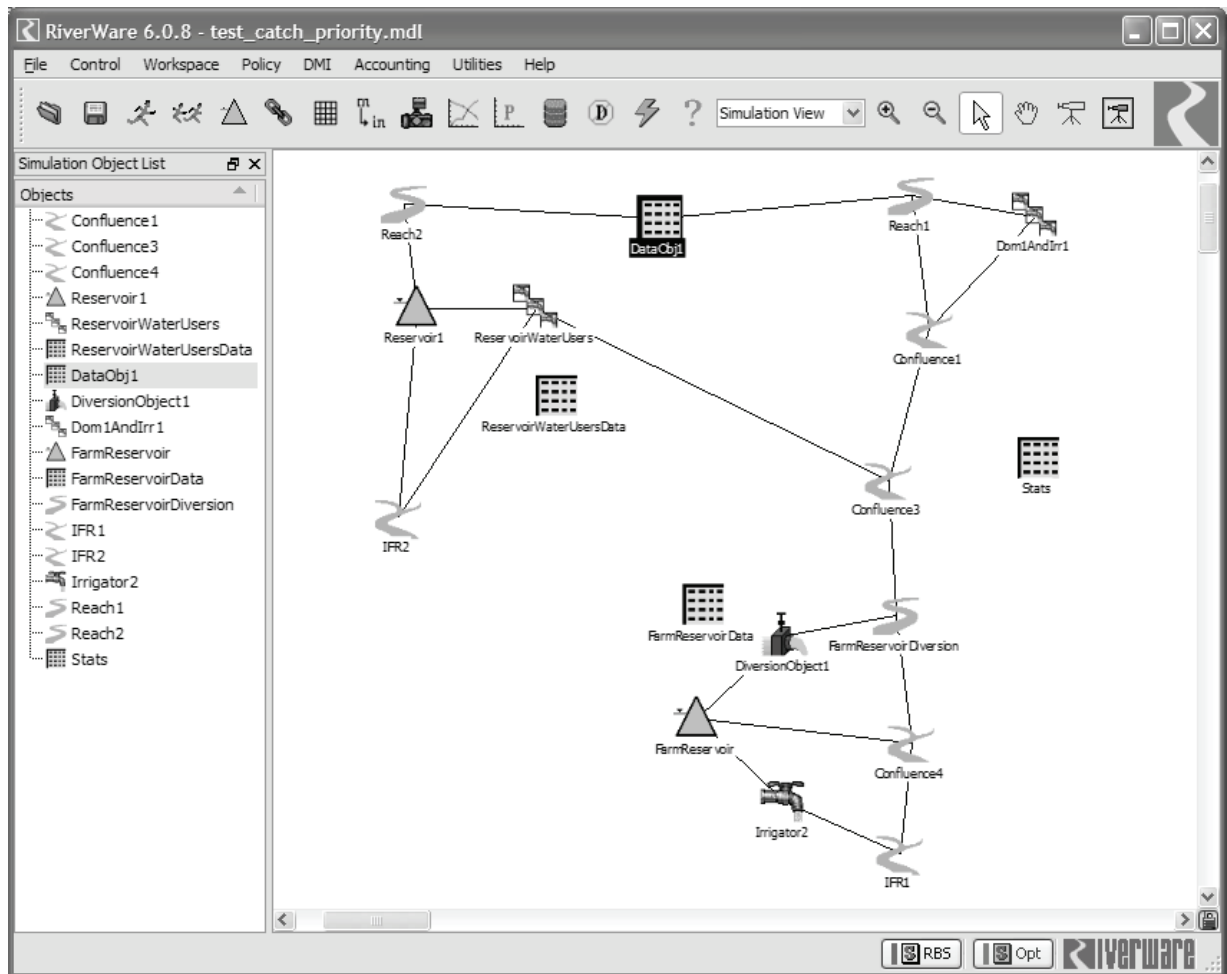 RiverWare 6.0.8 - test_catch_priority.mdl
File Control Workspace Policy DMI Accounting Utilities Help
m in P D ? Simulation View
Simulation Object List
Objects
Confluence1
Confluence3
Confluence4
Reservoir1
ReservoirWaterUsers
ReservoirWaterUsersData
DataObj1
DiversionObject1
Dom1AndIrr1
FarmReservoir
FarmReservoirData
FarmReservoirDiversion
IFR1
IFR2
Irrigator2
Reach1
Reach2
Stats
Reach2
DataObj1
Reach1
Dom1AndIrr1
Reservoir1
ReservoirWaterUsers
Confluence1
ReservoirWaterUsersData
Stats
Confluence3
IFR2
FarmReservoirData
FarmReservoirDiversion
DiversionObject1
FarmReservoir
Confluence4
Irrigator2
IFR1
S RBS S Opt Riverware